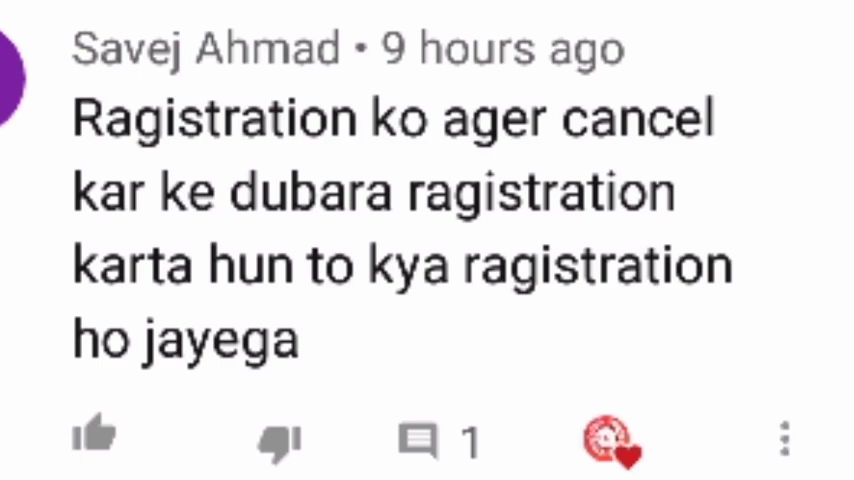 Savej Ahmad • 9 hours ago
Ragistration ko ager cancel
kar ke dubara ragistration
karta hun to kya ragistration
ho jayega
1